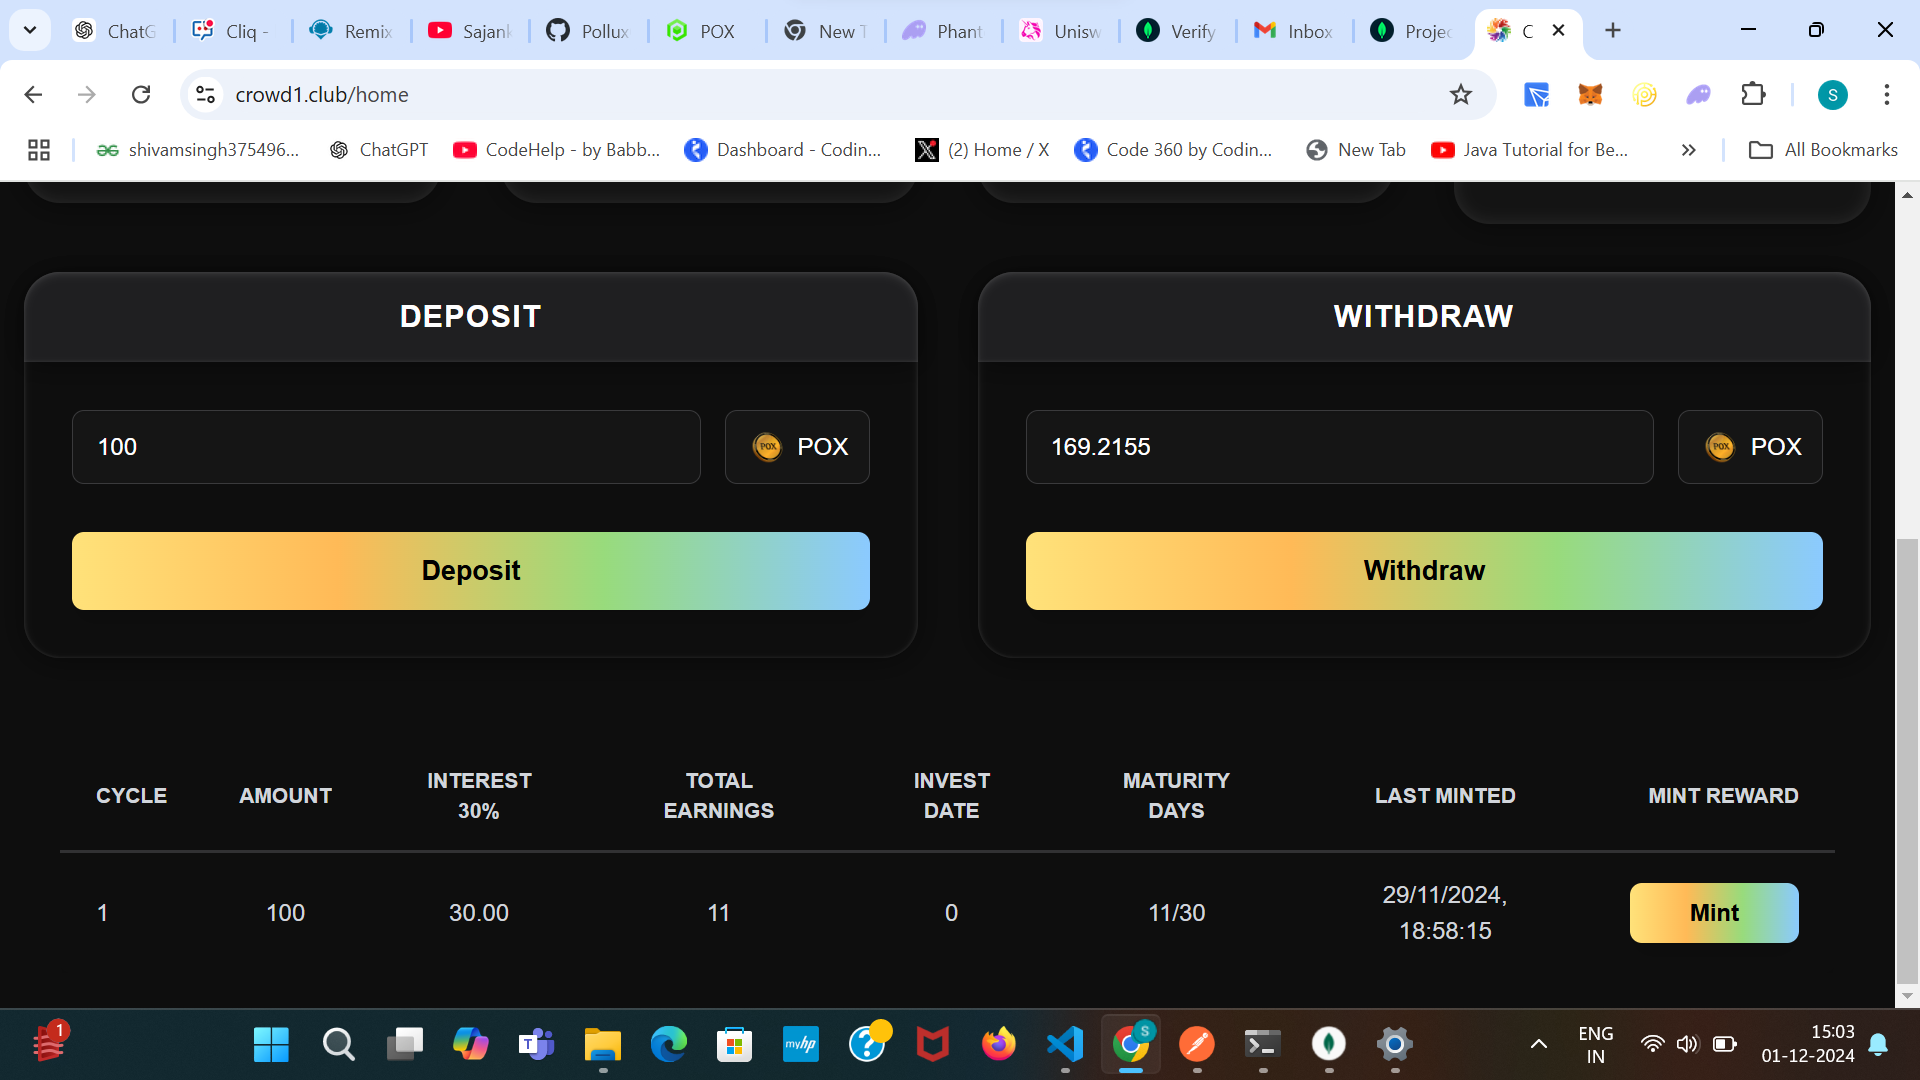 ChatG
Cliq -
Remix
Sajank
Pollux
POX
New T
Phant
Unisw
Verify
Inbox
Projec
C
crowd1.club/home
S
shivamsingh375496...
ChatGPT
CodeHelp - by Babb...
Dashboard - Codin...
(2) Home / X
Code 360 by Codin...
New Tab
Java Tutorial for Be...
All Bookmarks
DEPOSIT
WITHDRAW
100
POX POX
169.2155
POX POX
Deposit
Withdraw
CYCLE
AMOUNT
INTEREST
30%
TOTAL
EARNINGS
INVEST
DATE
MATURITY
DAYS
LAST MINTED
MINT REWARD
1
100
30.00
11
0
11/30
29/11/2024,
18:58:15
Mint
1
T
myhp
?
S
ENG
IN
15:03
01-12-2024